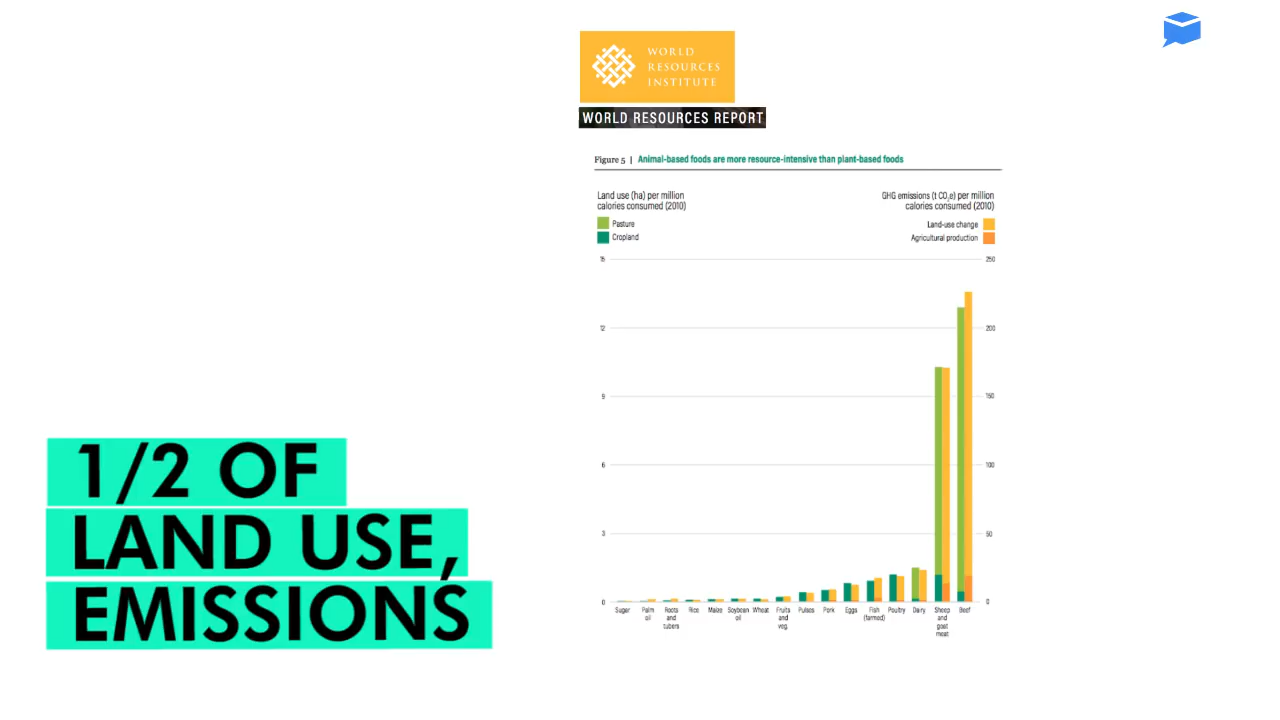 WORLD
RESOURCES
INSTITUTE
WORLD RESOURCES REPORT
Figure 5 | Animal-based foods are more resource-intensive than plant-based foods
Land use (ha) per million
calories consumed (2010)
Pasture
Cropland
GHG emissions (t CO2e) per million
calories consumed (2010)
Land-use change
Agricultural production
15 250
12 200
9 150
6 100
3 50
0 0
Sugar Palm oil Roots and tubers Rice Maize Soybean oil Wheat Fruits and veg. Pulses Pork Eggs Fish (farmed) Poultry Dairy Sheep and goat meat Beef
1/2 OF
LAND USE,
EMISSIONS